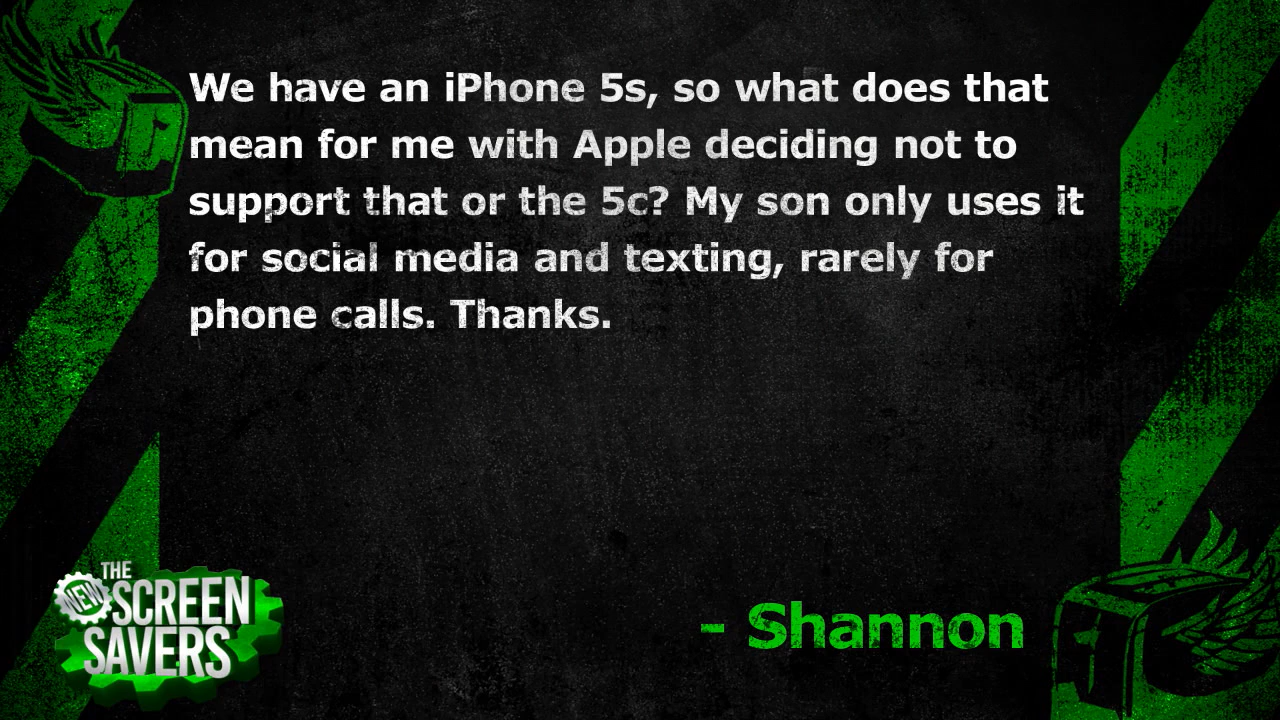 We have an iPhone 5s, so what does that
mean for me with Apple deciding not to
support that or the 5c? My son only uses it
for social media and texting, rarely for
phone calls. Thanks.
- Shannon
THE
NEW
SCREEN
SAVERS